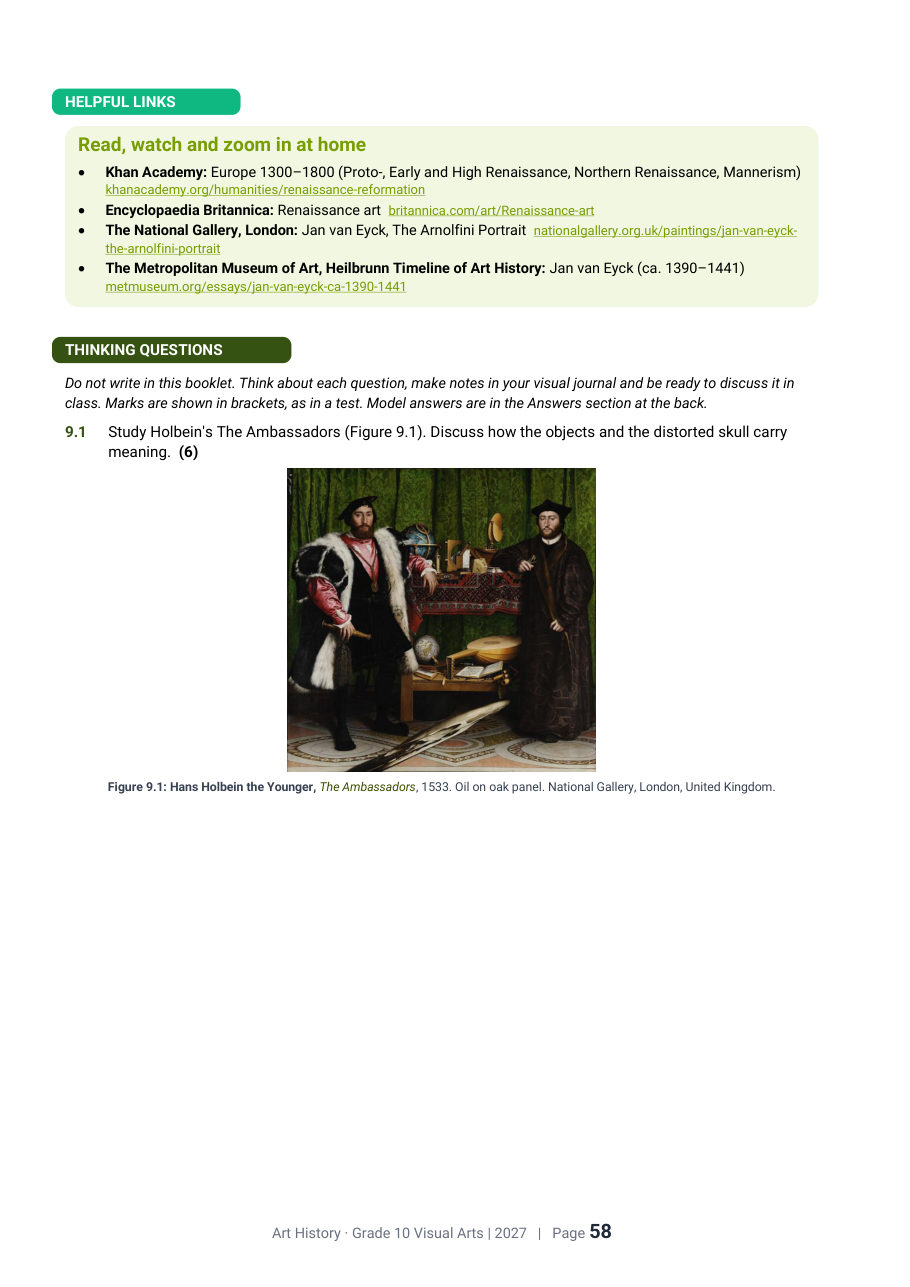 HELPFUL LINKS
Read, watch and zoom in at home
• Khan Academy: Europe 1300–1800 (Proto-, Early and High Renaissance, Northern Renaissance, Mannerism)
khanacademy.org/humanities/renaissance-reformation
• Encyclopaedia Britannica: Renaissance art britannica.com/art/Renaissance-art
• The National Gallery, London: Jan van Eyck, The Arnolfini Portrait nationalgallery.org.uk/paintings/jan-van-eyck-
the-arnolfini-portrait
• The Metropolitan Museum of Art, Heilbrunn Timeline of Art History: Jan van Eyck (ca. 1390–1441)
metmuseum.org/essays/jan-van-eyck-ca-1390-1441
THINKING QUESTIONS
Do not write in this booklet. Think about each question, make notes in your visual journal and be ready to discuss it in
class. Marks are shown in brackets, as in a test. Model answers are in the Answers section at the back.
9.1 Study Holbein's The Ambassadors (Figure 9.1). Discuss how the objects and the distorted skull carry
meaning. (6)
Figure 9.1: Hans Holbein the Younger, The Ambassadors, 1533. Oil on oak panel. National Gallery, London, United Kingdom.
Art History · Grade 10 Visual Arts | 2027 | Page 58